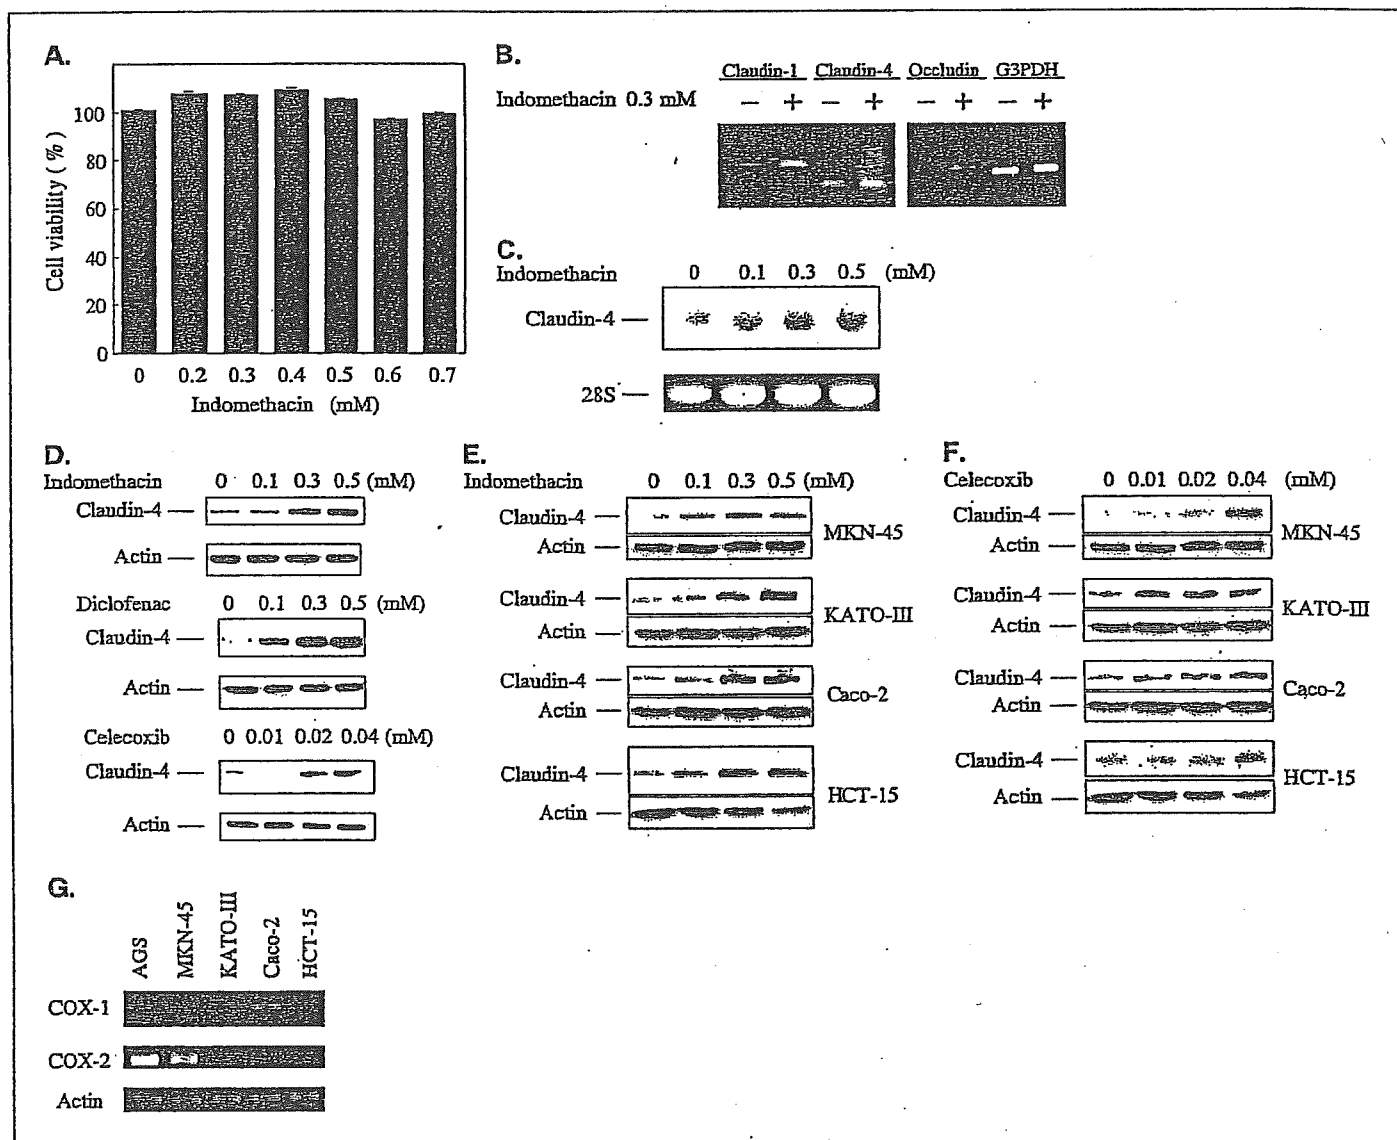 A.
100
80
60
40
20
0
Cell viability ( % )
0 0.2 0.3 0.4 0.5 0.6 0.7
Indomethacin (mM)
B.
Claudin-1 Claudin-4 Occludin G3PDH
Indomethacin 0.3 mM − + − + − + − +
C.
Indomethacin 0 0.1 0.3 0.5 (mM)
Claudin-4
28S
D.
Indomethacin 0 0.1 0.3 0.5 (mM)
Claudin-4
Actin
Diclofenac 0 0.1 0.3 0.5 (mM)
Claudin-4
Actin
Celecoxib 0 0.01 0.02 0.04 (mM)
Claudin-4
Actin
E.
Indomethacin 0 0.1 0.3 0.5 (mM)
Claudin-4
Actin
MKN-45
Claudin-4
Actin
KATO-III
Claudin-4
Actin
Caco-2
Claudin-4
Actin
HCT-15
F.
Celecoxib 0 0.01 0.02 0.04 (mM)
Claudin-4
Actin
MKN-45
Claudin-4
Actin
KATO-III
Claudin-4
Actin
Caco-2
Claudin-4
Actin
HCT-15
G.
AGS
MKN-45
KATO-III
Caco-2
HCT-15
COX-1
COX-2
Actin